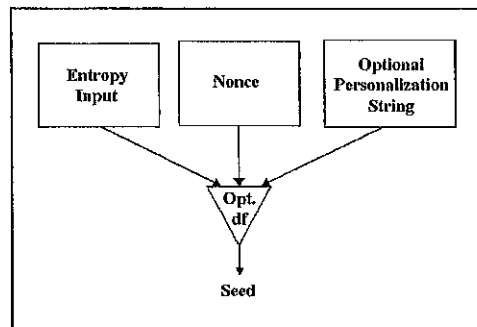 Entropy
Input
Nonce
Optional
Personalization
String
Opt.
df
Seed